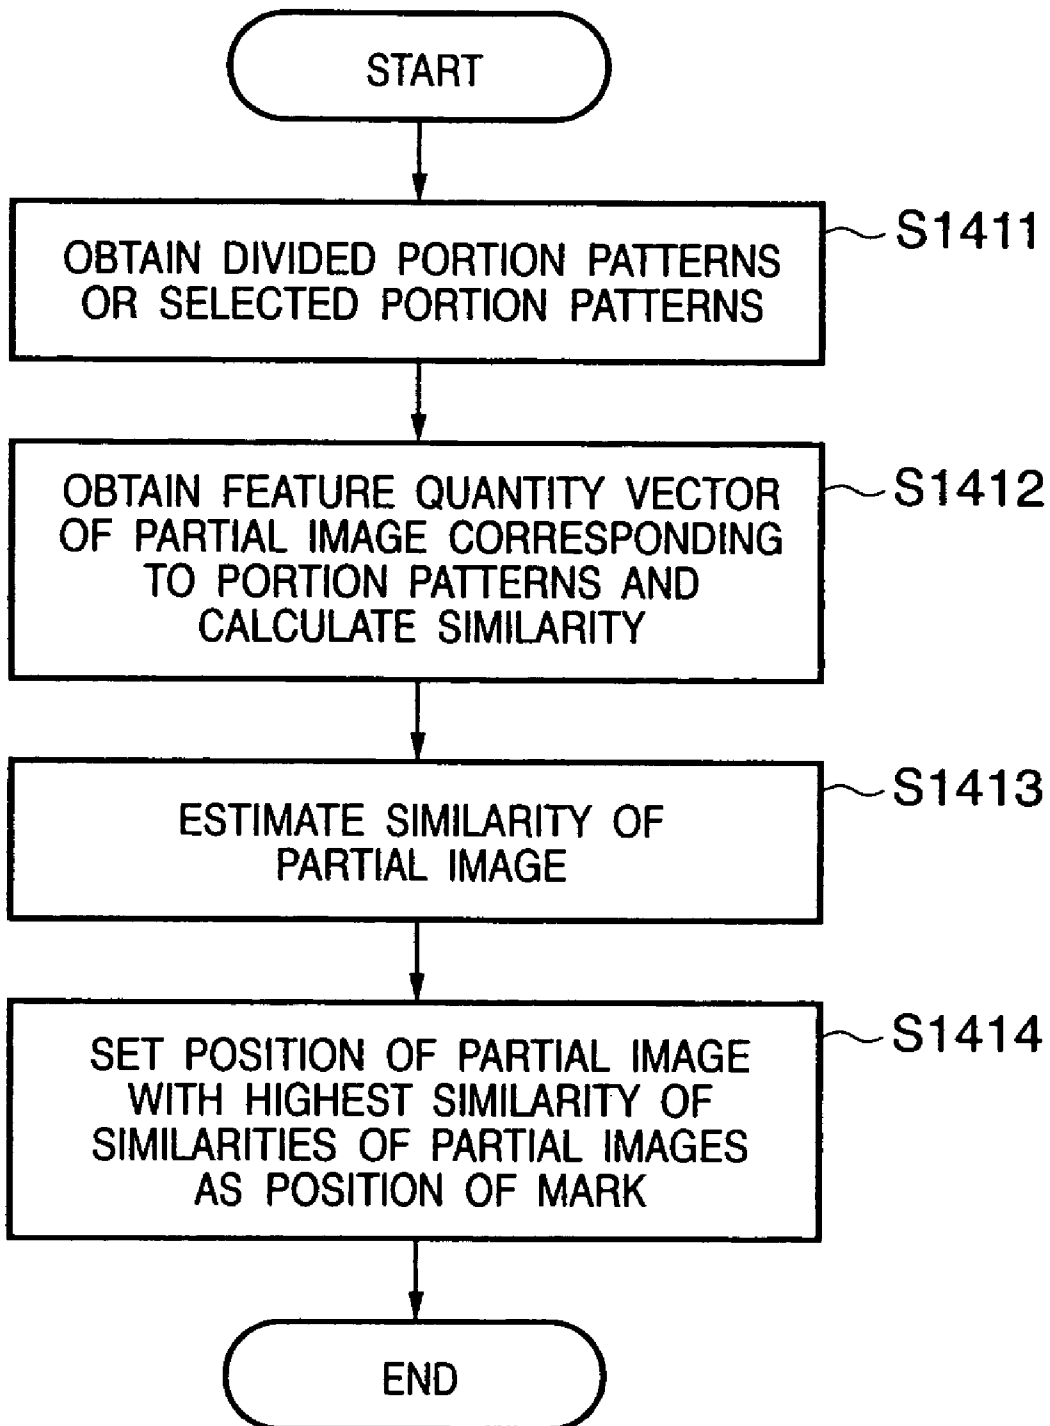 START
OBTAIN DIVIDED PORTION PATTERNS
OR SELECTED PORTION PATTERNS
S1411
OBTAIN FEATURE QUANTITY VECTOR
OF PARTIAL IMAGE CORRESPONDING
TO PORTION PATTERNS AND
CALCULATE SIMILARITY
S1412
ESTIMATE SIMILARITY OF
PARTIAL IMAGE
S1413
SET POSITION OF PARTIAL IMAGE
WITH HIGHEST SIMILARITY OF
SIMILARITIES OF PARTIAL IMAGES
AS POSITION OF MARK
S1414
END